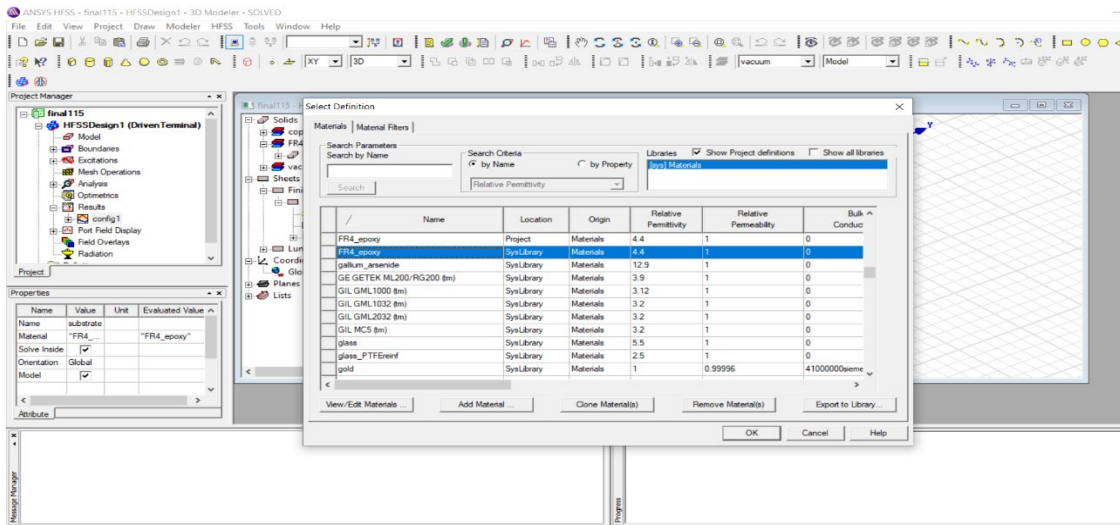 ANSYS HFSS - final115 - HFSSDesign1 - 3D Modeler - SOLVED
File Edit View Project Draw Modeler HFSS Tools Window Help
XY 3D vacuum Model
Project Manager
final115
HFSSDesign1 (DrivenTerminal)
Model
Boundaries
Excitations
Mesh Operations
Analysis
Optimetrics
Results
config1
Port Field Display
Field Overlays
Radiation
Project
Properties
Name Value Unit Evaluated Value
Name substrate
Material "FR4_... "FR4_epoxy"
Solve Inside
Orientation Global
Model
Attribute
final115 - H
Solids
cop
FR4
vac
Sheets
Fini
Lun
Coordi
Glo
Planes
Lists
Select Definition
Materials Material Filters
Search Parameters
Search by Name
Search
Search Criteria
by Name by Property
Relative Permittivity
Libraries Show Project definitions Show all libraries
[sys] Materials
/ Name Location Origin Relative Permittivity Relative Permeability Bulk Conduc
FR4_epoxy Project Materials 4.4 1 0
FR4_epoxy SysLibrary Materials 4.4 1 0
gallium_arsenide SysLibrary Materials 12.9 1 0
GE GETEK ML200/RG200 (tm) SysLibrary Materials 3.9 1 0
GIL GML1000 (tm) SysLibrary Materials 3.12 1 0
GIL GML1032 (tm) SysLibrary Materials 3.2 1 0
GIL GML2032 (tm) SysLibrary Materials 3.2 1 0
GIL MC5 (tm) SysLibrary Materials 3.2 1 0
glass SysLibrary Materials 5.5 1 0
glass_PTFEreinf SysLibrary Materials 2.5 1 0
gold SysLibrary Materials 1 0.99996 41000000sieme
View/Edit Materials ... Add Material ... Clone Material(s) Remove Material(s) Export to Library...
OK Cancel Help
Y
Message Manager
Progress